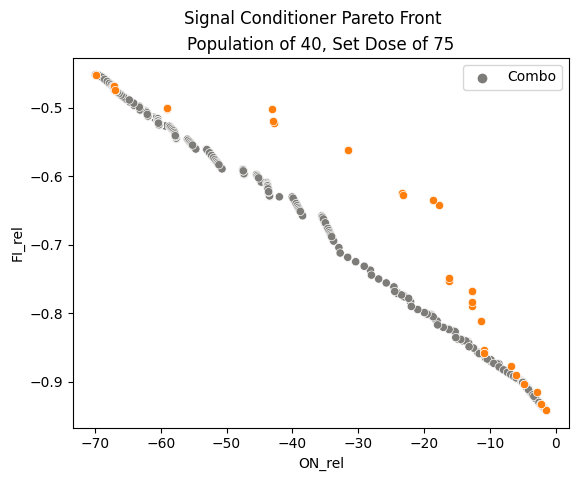 Signal Conditioner Pareto Front
Population of 40, Set Dose of 75
Combo
FI_rel
−0.5
−0.6
−0.7
−0.8
−0.9
−70
−60
−50
−40
−30
−20
−10
0
ON_rel